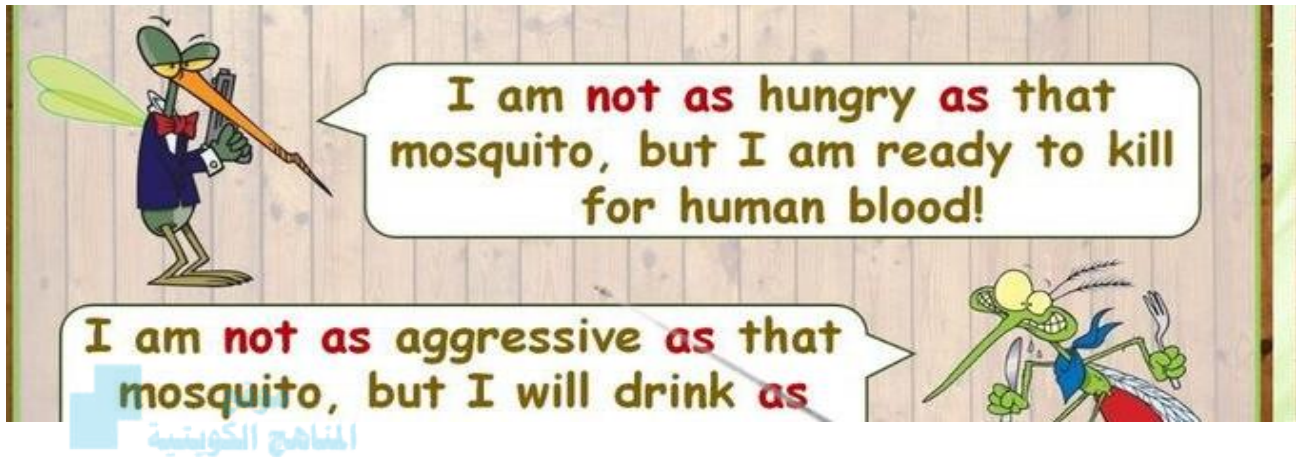 I am not as hungry as that
mosquito, but I am ready to kill
for human blood!
I am not as aggressive as that
mosquito, but I will drink as
المناهج الكويتية